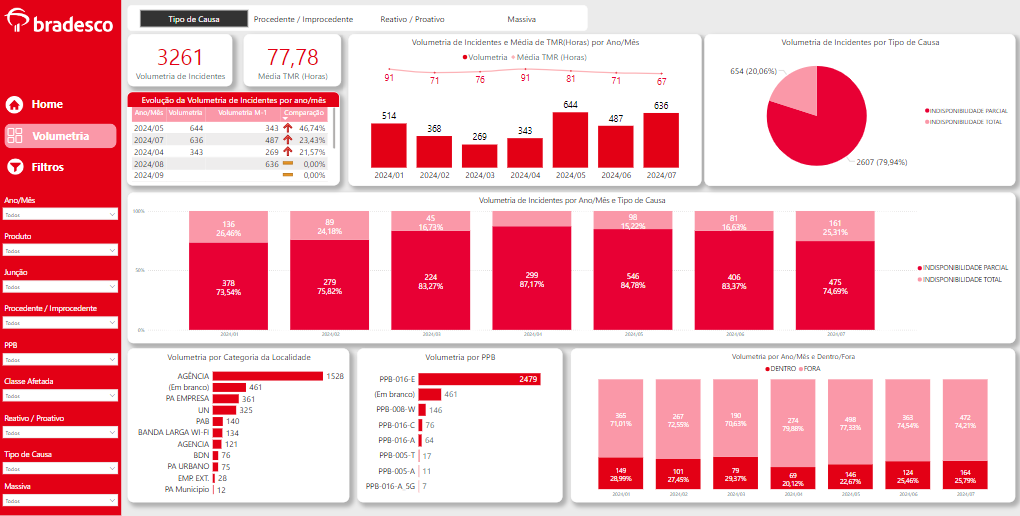 bradesco
Home
Volumetria
Filtros
Ano/Mês
Todos
Produto
Todos
Junção
Todos
Procedente / Improcedente
Todos
PPB
Todos
Classe Afetada
Todos
Reativo / Proativo
Todos
Tipo de Causa
Todos
Massiva
Todos
Tipo de Causa Procedente / Improcedente Reativo / Proativo Massiva
3261
Volumetria de Incidentes
77,78
Média TMR (Horas)
Evolução da Volumetria de Incidentes por ano/mês
Ano/Mês Volumetria Volumetria M-1 Comparação
2024/05 644 343 46,74%
2024/07 636 487 23,43%
2024/04 343 269 21,57%
2024/08 636 0,00%
2024/09 0,00%
Volumetria de Incidentes e Média de TMR(Horas) por Ano/Mês
Volumetria Média TMR (Horas)
91 71 76 91 81 71 67
514 368 269 343 644 487 636
2024/01 2024/02 2024/03 2024/04 2024/05 2024/06 2024/07
Volumetria de Incidentes por Tipo de Causa
654 (20,06%)
2607 (79,94%)
INDISPONIBILIDADE PARCIAL
INDISPONIBILIDADE TOTAL
Volumetria de Incidentes por Ano/Mês e Tipo de Causa
100%
50%
0%
136 89 45 98 81 161
26,46% 24,18% 16,73% 15,22% 16,63% 25,31%
378 279 224 299 546 406 475
73,54% 75,82% 83,27% 87,17% 84,78% 83,37% 74,69%
2024/01 2024/02 2024/03 2024/04 2024/05 2024/06 2024/07
INDISPONIBILIDADE PARCIAL
INDISPONIBILIDADE TOTAL
Volumetria por Categoria da Localidade
AGÊNCIA 1528
(Em branco) 461
PA EMPRESA 361
UN 325
PAB 140
BANDA LARGA WI-FI 134
AGENCIA 121
BDN 76
PA URBANO 75
EMP. EXT. 28
PA Municipio 12
Volumetria por PPB
PPB-016-E 2479
(Em branco) 461
PPB-008-W 146
PPB-016-C 76
PPB-016-A 64
PPB-005-T 17
PPB-005-A 11
PPB-016-A_5G 7
Volumetria por Ano/Mês e Dentro/Fora
DENTRO FORA
365 267 190 274 498 363 472
71,01% 72,55% 70,63% 79,88% 77,33% 74,54% 74,21%
149 101 79 69 146 124 164
28,99% 27,45% 29,37% 20,12% 22,67% 25,46% 25,79%
2024/01 2024/02 2024/03 2024/04 2024/05 2024/06 2024/07